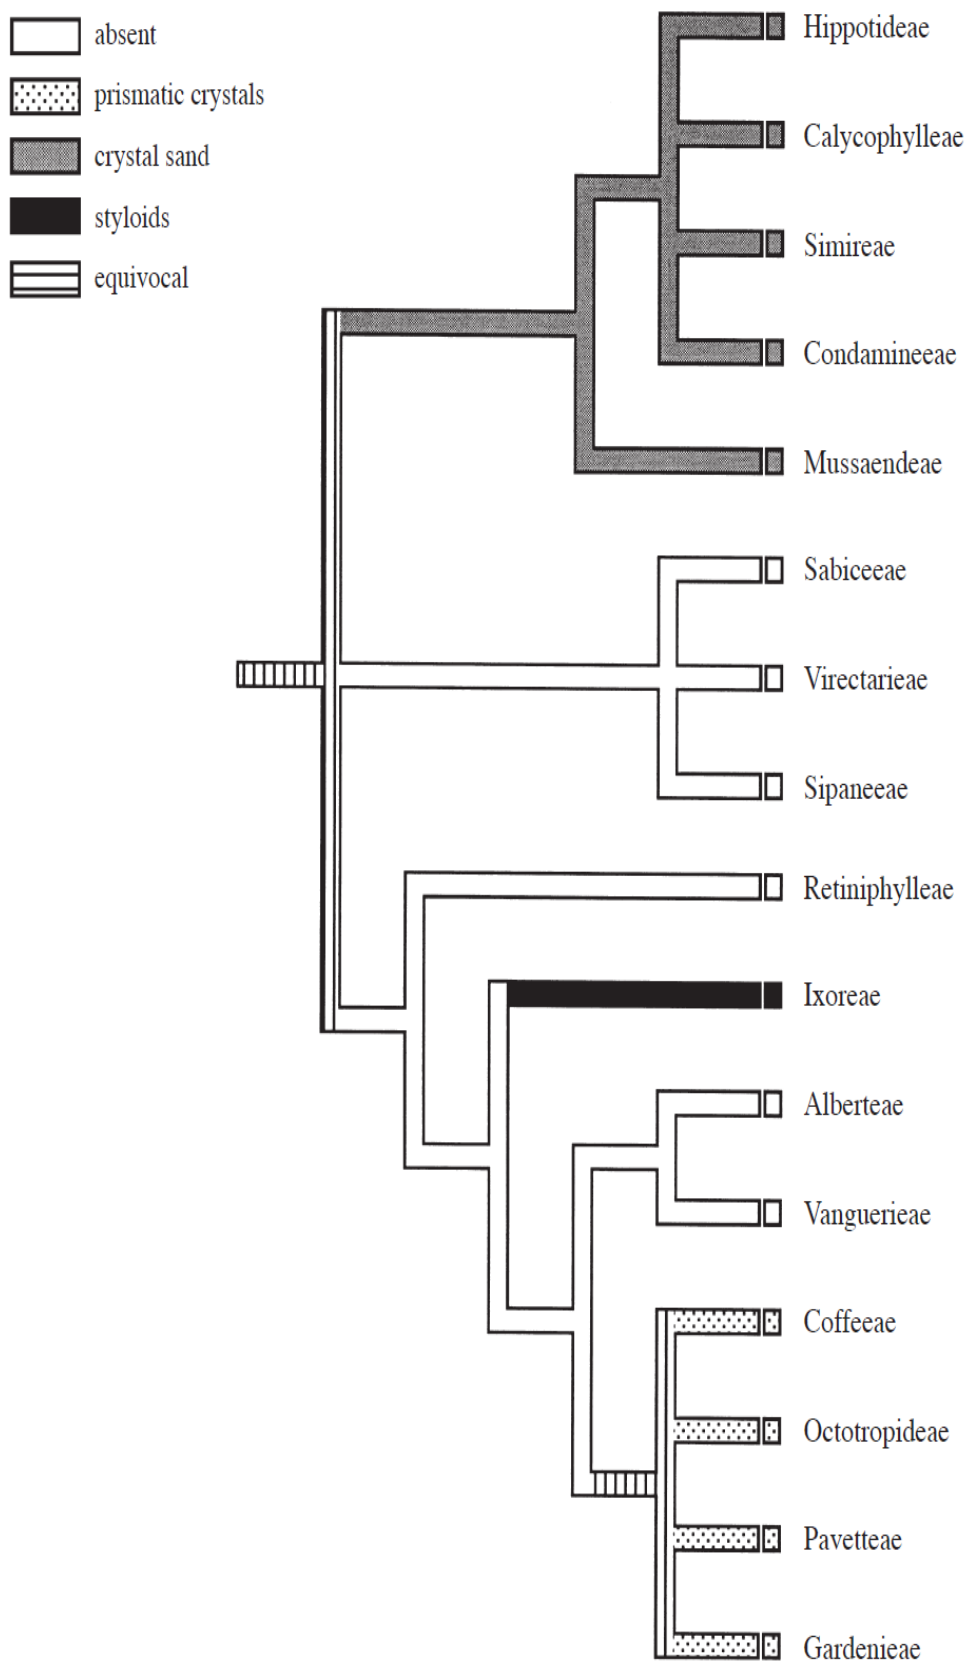 absent
prismatic crystals
crystal sand
styloids
equivocal
Hippotideae
Calycophylleae
Simireae
Condamineeae
Mussaendeae
Sabiceeae
Virectarieae
Sipaneeae
Retiniphylleae
Ixoreae
Alberteae
Vanguerieae
Coffeeae
Octotropideae
Pavetteae
Gardenieae